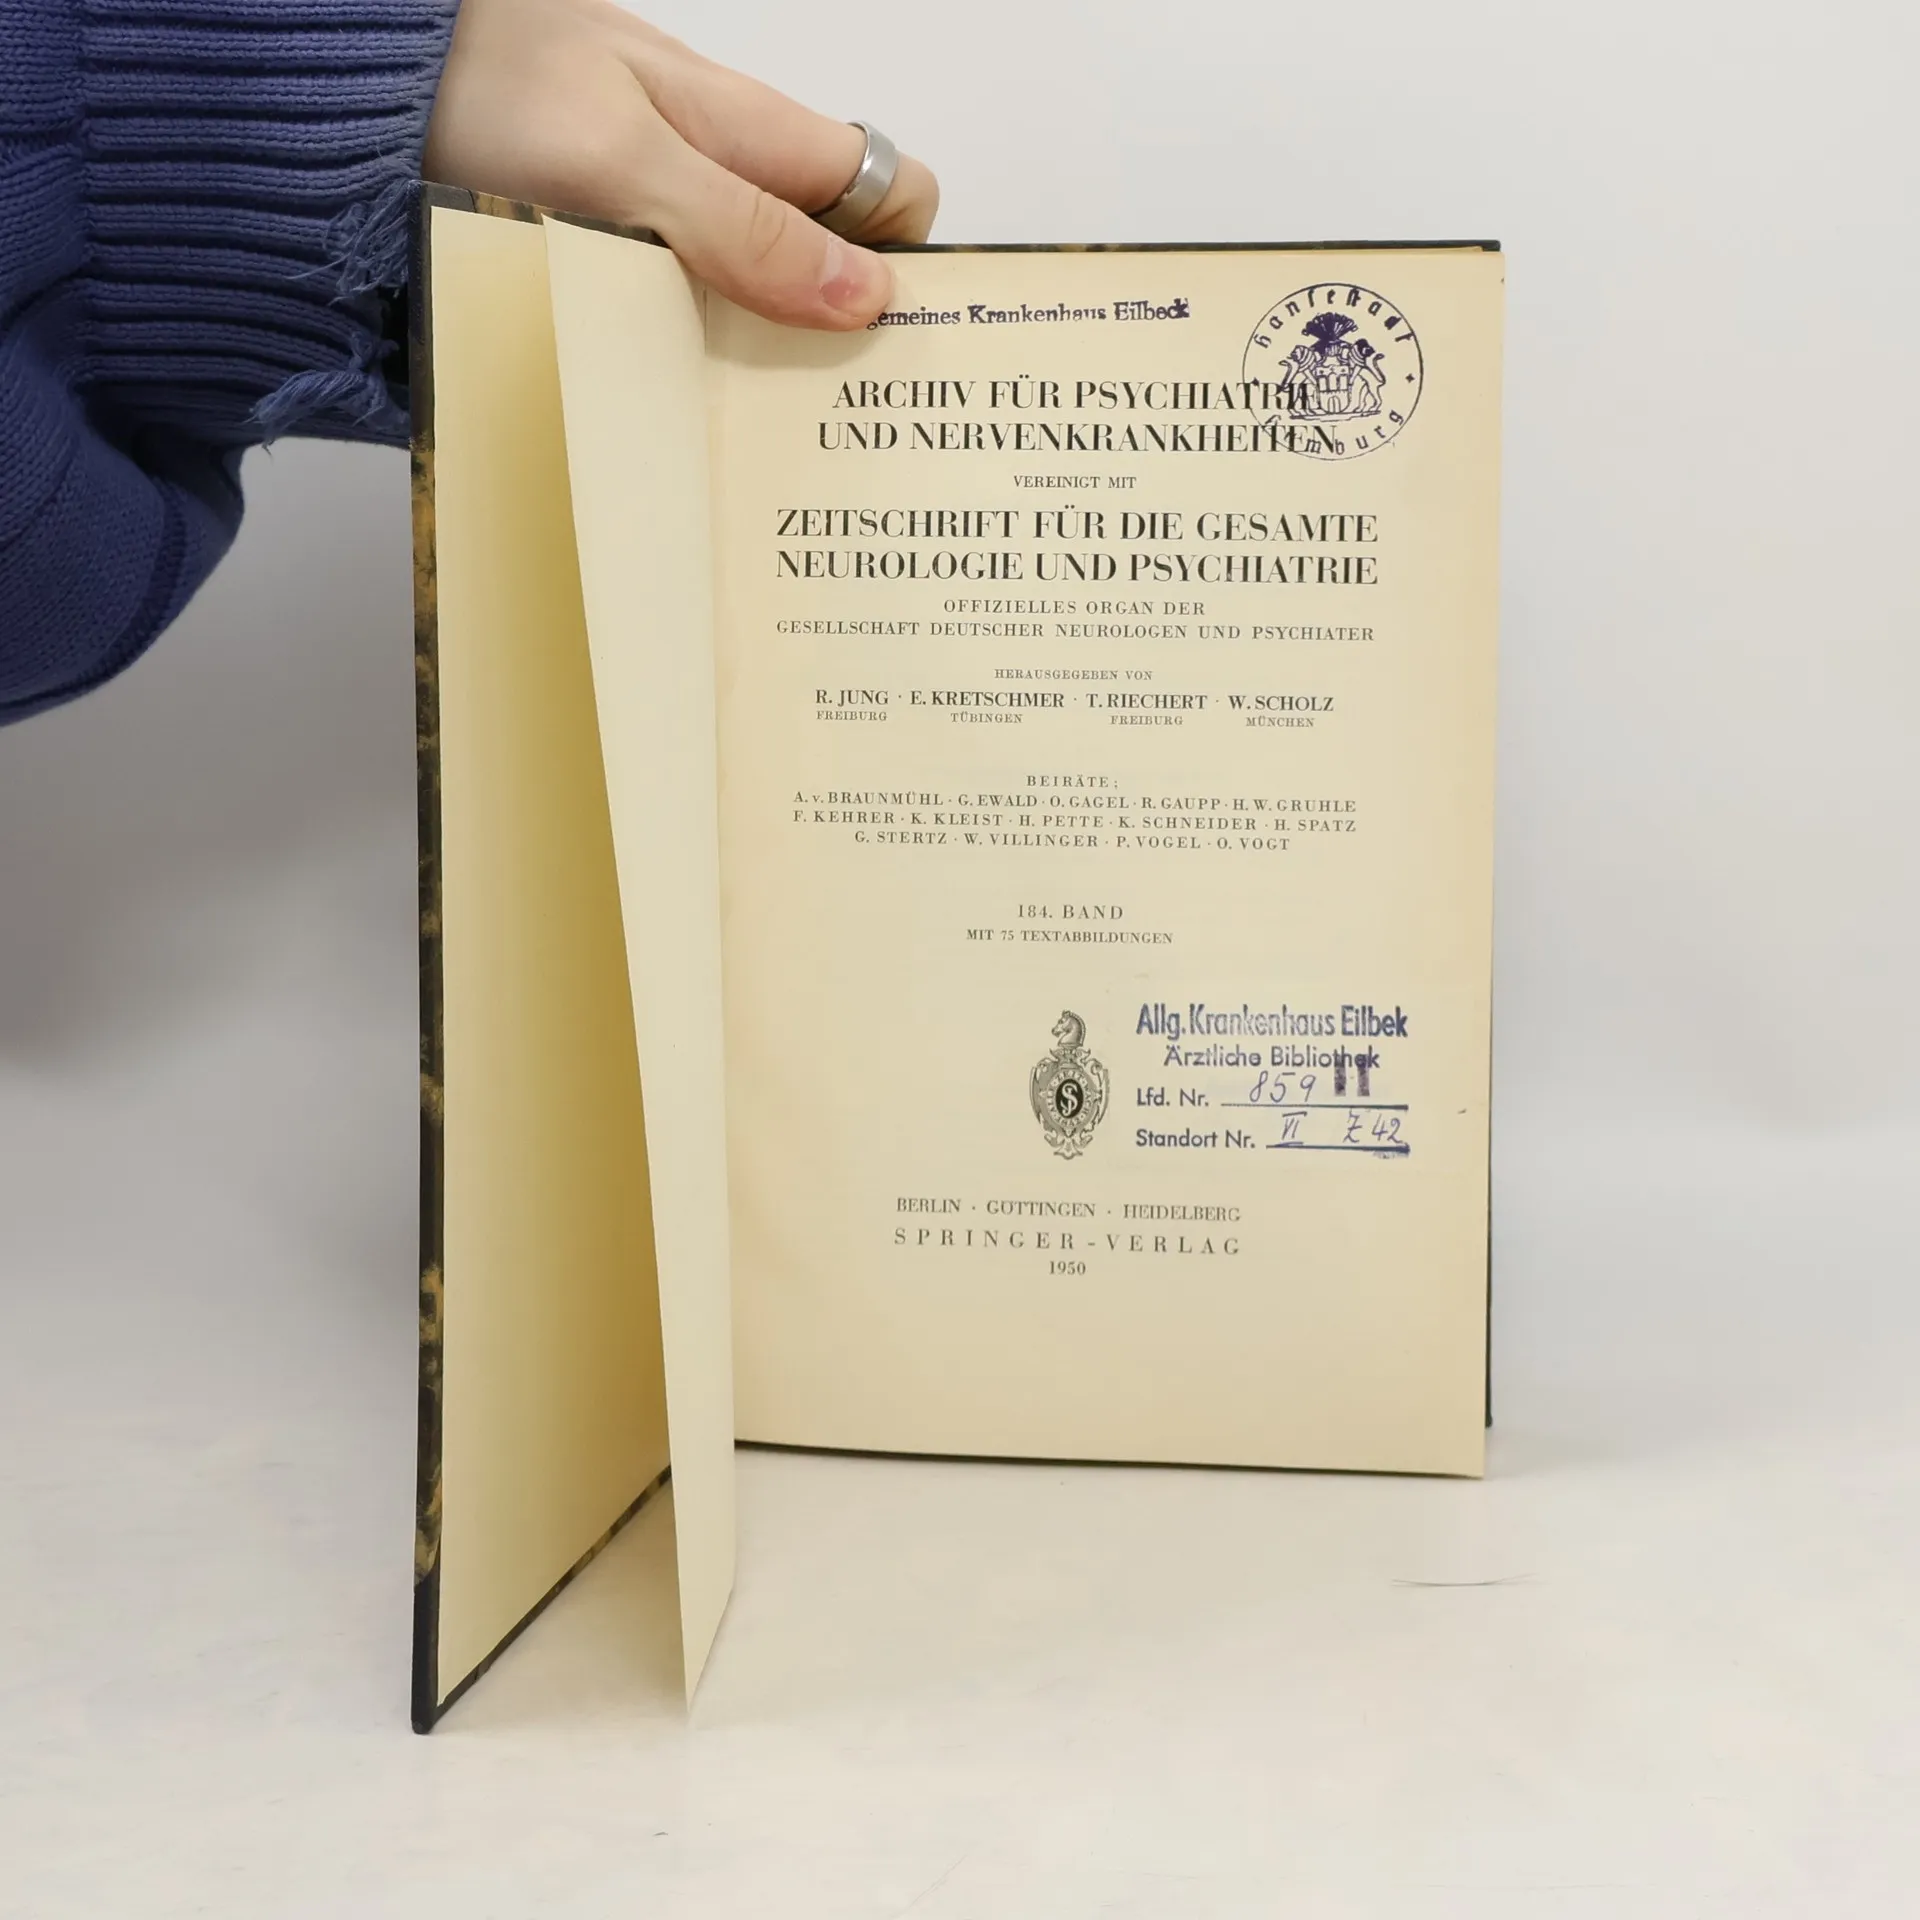 gemeines Krankenhaus Eilbeck
Hansestadt Hamburg
ARCHIV FÜR PSYCHIATRIE
UND NERVENKRANKHEITEN
VEREINIGT MIT
ZEITSCHRIFT FÜR DIE GESAMTE
NEUROLOGIE UND PSYCHIATRIE
OFFIZIELLES ORGAN DER
GESELLSCHAFT DEUTSCHER NEUROLOGEN UND PSYCHIATER
HERAUSGEGEBEN VON
R. JUNG · E. KRETSCHMER · T. RIECHERT · W. SCHOLZ
FREIBURG TÜBINGEN FREIBURG MÜNCHEN
BEIRÄTE:
A. v. BRAUNMÜHL · G. EWALD · O. GAGEL · R. GAUPP · H. W. GRUHLE
F. KEHRER · K. KLEIST · H. PETTE · K. SCHNEIDER · H. SPATZ
G. STERTZ · W. VILLINGER · P. VOGEL · O. VOGT
184. BAND
MIT 75 TEXTABBILDUNGEN
Allg. Krankenhaus Eilbek
Ärztliche Bibliothek
Lfd. Nr. 859 II
Standort Nr. VI Z 42
BERLIN · GÖTTINGEN · HEIDELBERG
SPRINGER-VERLAG
1950